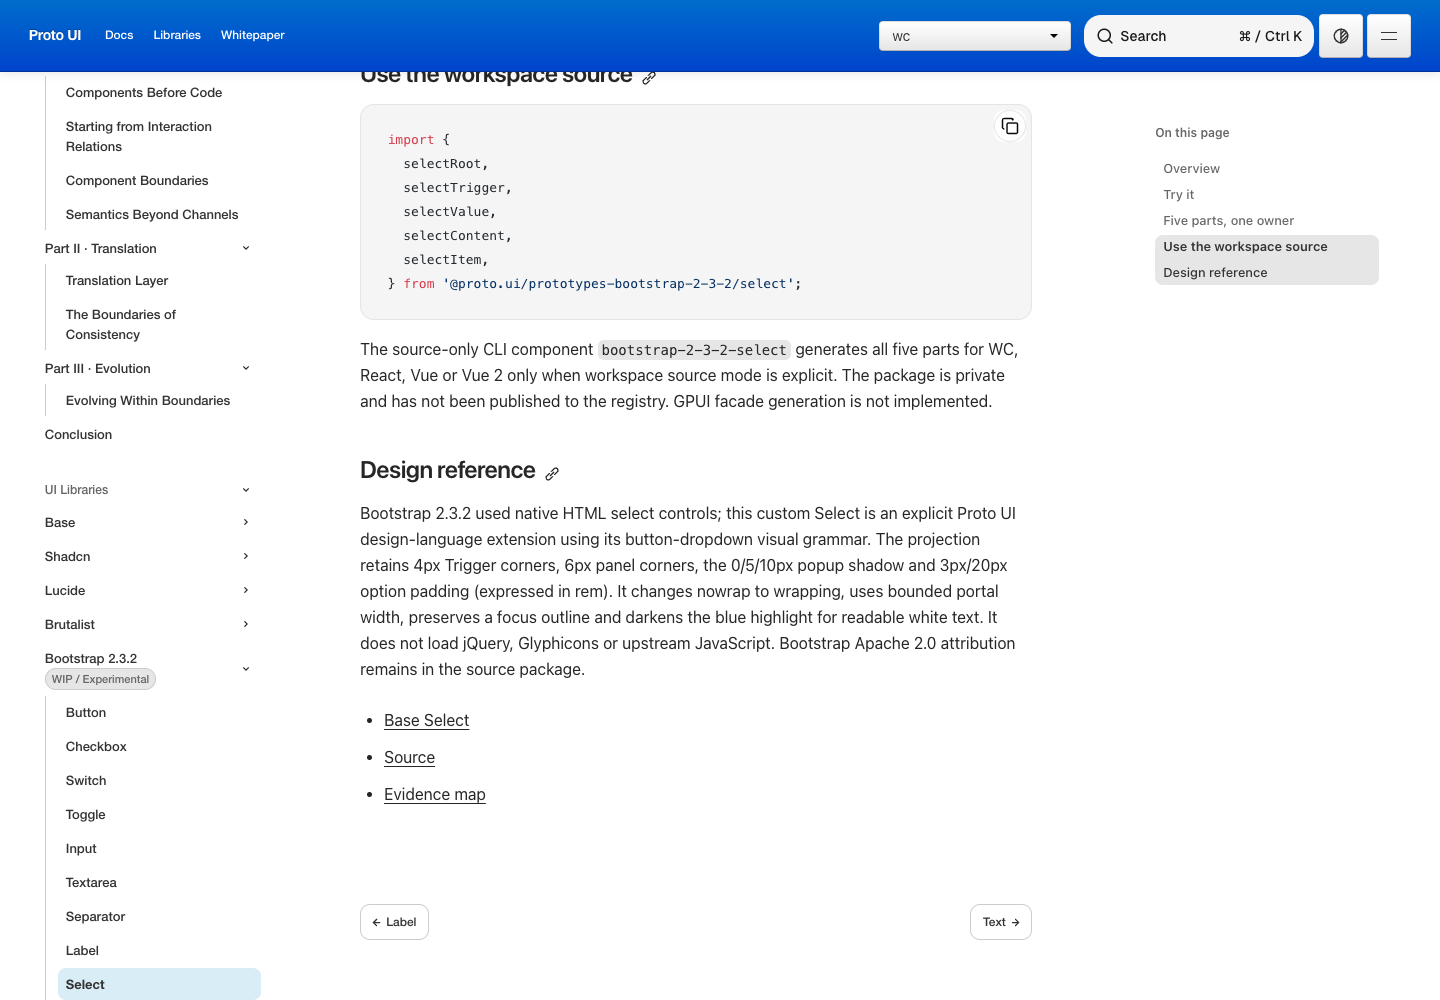 Proto UI
Docs
Libraries
Whitepaper
wc
Search
⌘ / Ctrl K
Components Before Code
Starting from Interaction
Relations
Component Boundaries
Semantics Beyond Channels
Part II · Translation
Translation Layer
The Boundaries of
Consistency
Part III · Evolution
Evolving Within Boundaries
Conclusion
UI Libraries
Base
Shadcn
Lucide
Brutalist
Bootstrap 2.3.2
WIP / Experimental
Button
Checkbox
Switch
Toggle
Input
Textarea
Separator
Label
Select
Use the workspace source
import {
  selectRoot,
  selectTrigger,
  selectValue,
  selectContent,
  selectItem,
} from '@proto.ui/prototypes-bootstrap-2-3-2/select';
The source-only CLI component bootstrap-2-3-2-select generates all five parts for WC,
React, Vue or Vue 2 only when workspace source mode is explicit. The package is private
and has not been published to the registry. GPUI facade generation is not implemented.
Design reference
Bootstrap 2.3.2 used native HTML select controls; this custom Select is an explicit Proto UI
design-language extension using its button-dropdown visual grammar. The projection
retains 4px Trigger corners, 6px panel corners, the 0/5/10px popup shadow and 3px/20px
option padding (expressed in rem). It changes nowrap to wrapping, uses bounded portal
width, preserves a focus outline and darkens the blue highlight for readable white text. It
does not load jQuery, Glyphicons or upstream JavaScript. Bootstrap Apache 2.0 attribution
remains in the source package.
• Base Select
• Source
• Evidence map
← Label
Text →
On this page
Overview
Try it
Five parts, one owner
Use the workspace source
Design reference